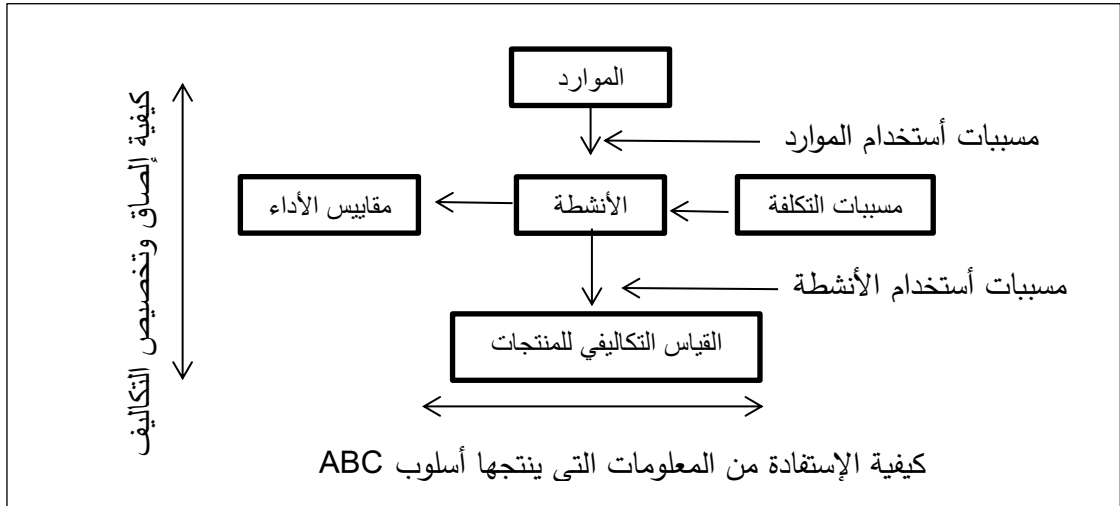 الموارد
مسببات أستخدام الموارد
مسببات التكلفة
الأنشطة
مقاييس الأداء
مسببات أستخدام الأنشطة
القياس التكاليفي للمنتجات
كيفية إلصاق وتخصيص التكاليف
كيفية الإستفادة من المعلومات التي ينتجها أسلوب ABC